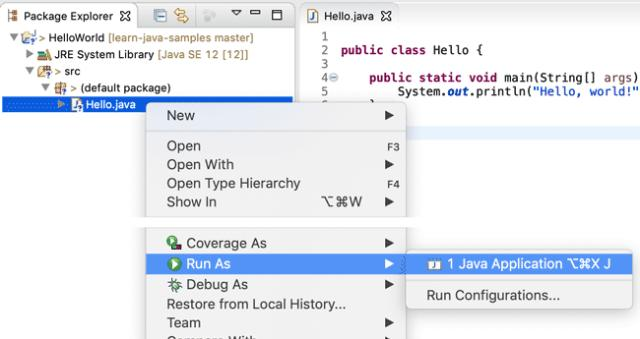 Package Explorer
HelloWorld [learn-java-samples master]
JRE System Library [Java SE 12 [12]]
src
(default package)
Hello.java
Hello.java
1
2 public class Hello {
3
4 public static void main(String[] args)
5 System.out.println("Hello, world!"
6 }
New
Open F3
Open With
Open Type Hierarchy F4
Show In ⌥⌘W
Coverage As
Run As
Debug As
Restore from Local History...
Team
Compare With
1 Java Application ⌥⌘X J
Run Configurations...